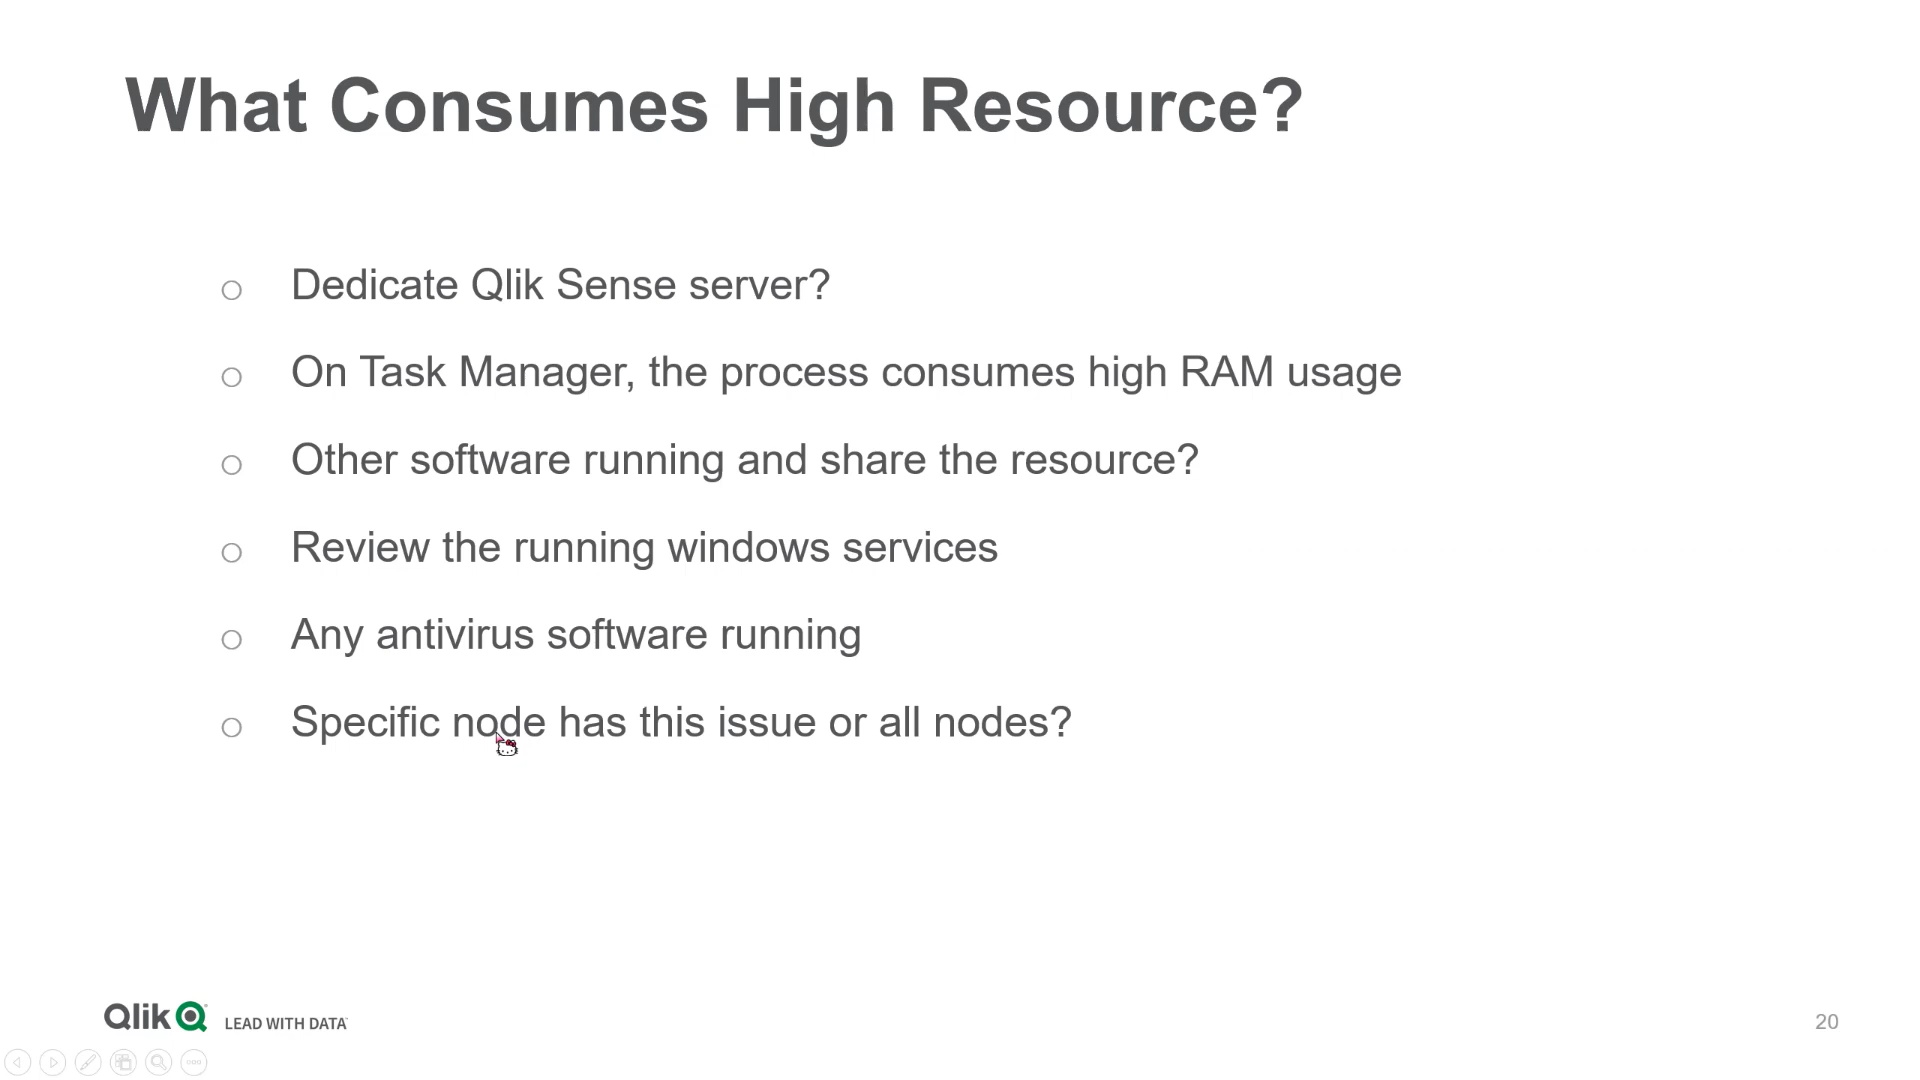 What Consumes High Resource?
Dedicate Qlik Sense server?
On Task Manager, the process consumes high RAM usage
Other software running and share the resource?
Review the running windows services
Any antivirus software running
Specific node has this issue or all nodes?
Qlik LEAD WITH DATA
20